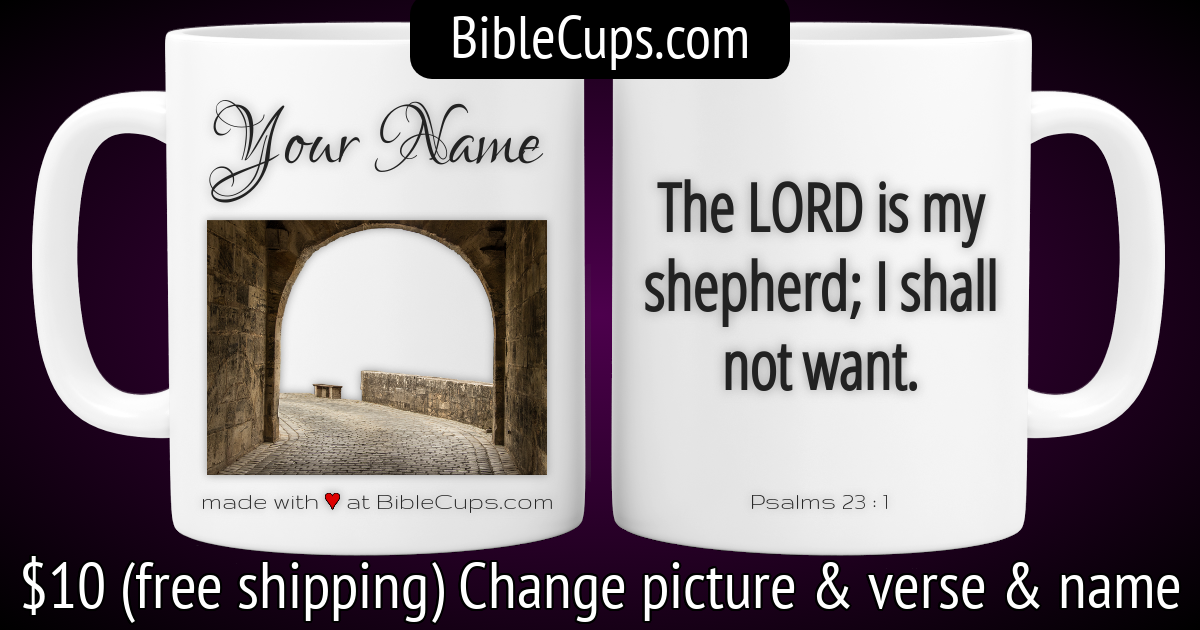 BibleCups.com
Your Name
made with ♥ at BibleCups.com
The LORD is my
shepherd; I shall
not want.
Psalms 23 : 1
$10 (free shipping) Change picture & verse & name